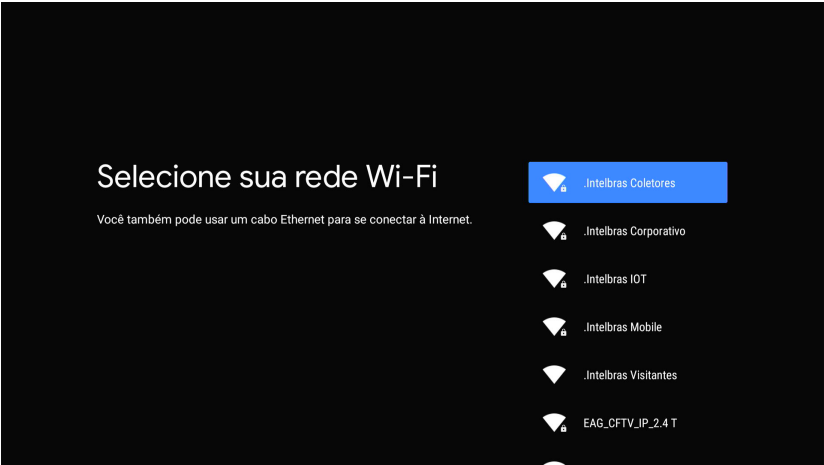 Selecione sua rede Wi-Fi
Você também pode usar um cabo Ethernet para se conectar à Internet.
.Intelbras Coletores
.Intelbras Corporativo
.Intelbras IOT
.Intelbras Mobile
.Intelbras Visitantes
EAG_CFTV_IP_2.4 T